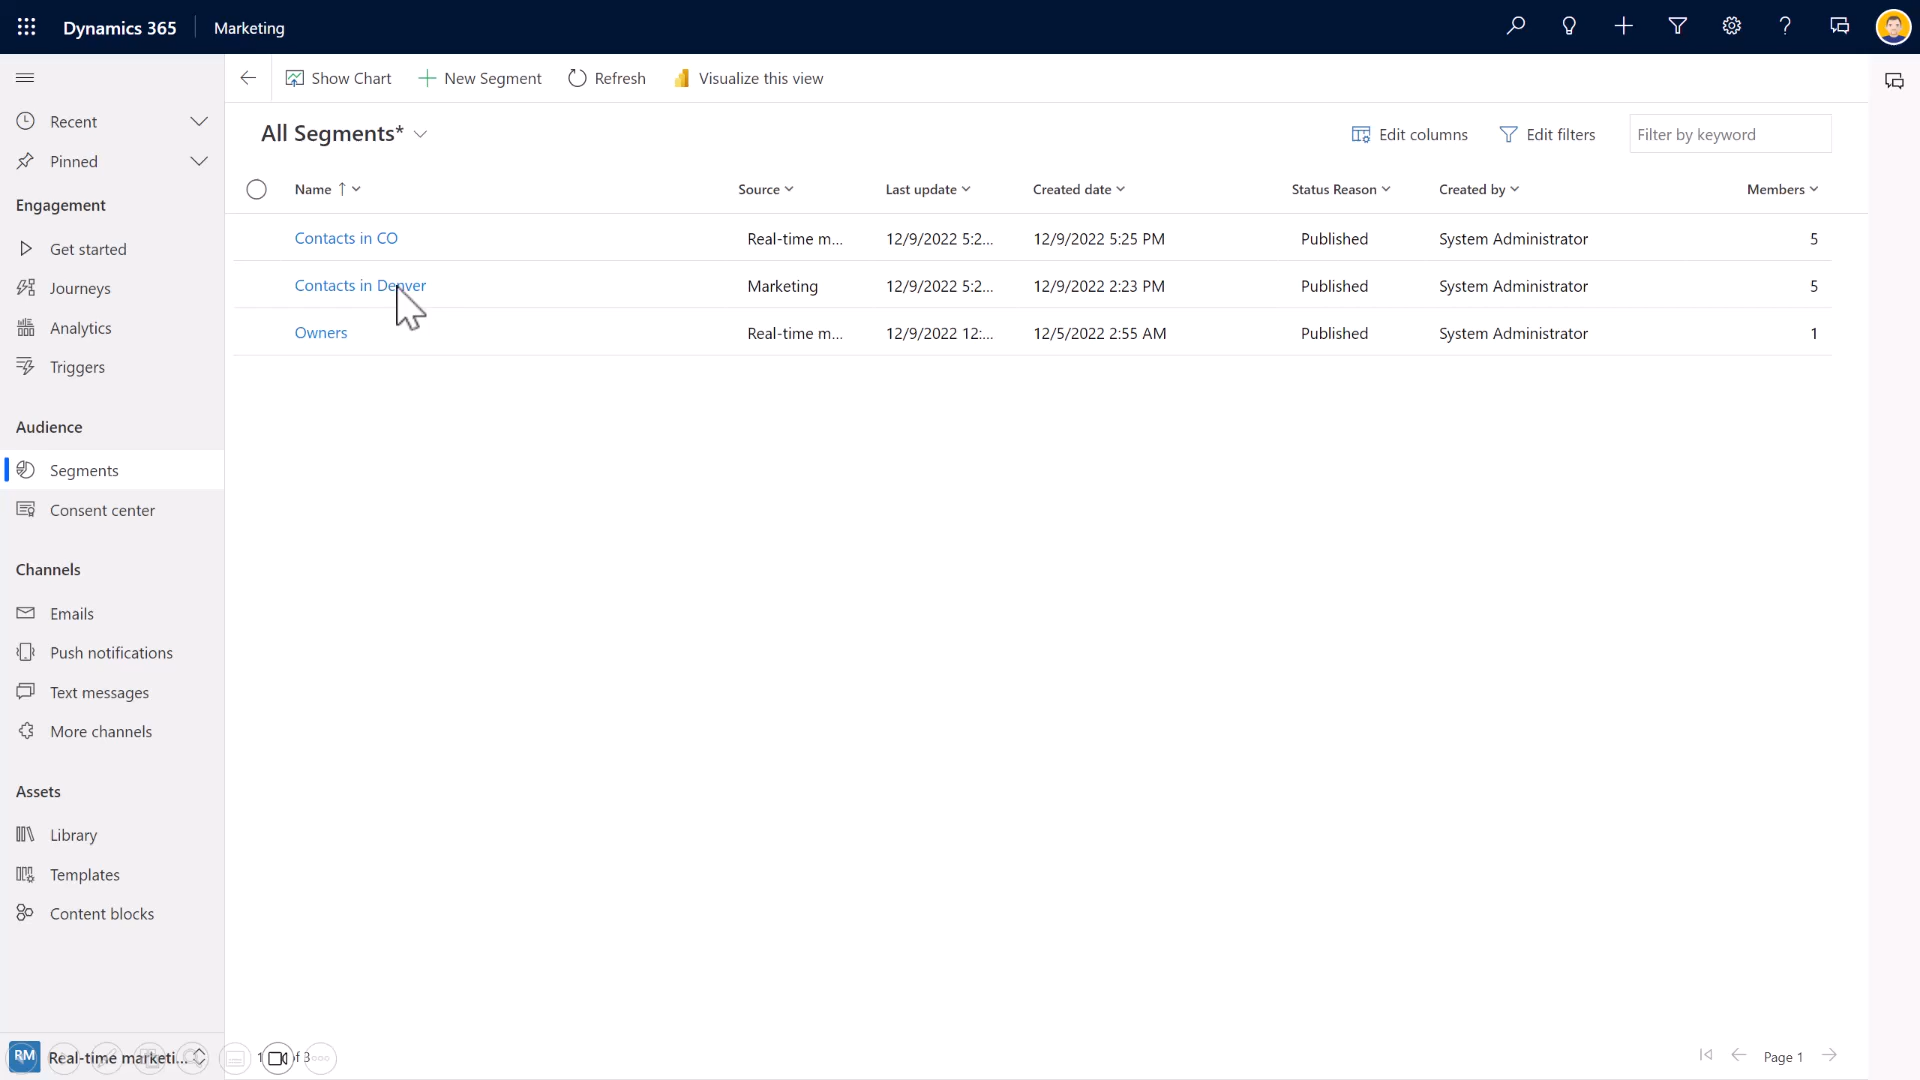 Dynamics 365 Marketing
Show Chart New Segment Refresh Visualize this view
Recent
Pinned
Engagement
Get started
Journeys
Analytics
Triggers
Audience
Segments
Consent center
Channels
Emails
Push notifications
Text messages
More channels
Assets
Library
Templates
Content blocks
RM Real-time marketi...
All Segments*
Edit columns Edit filters Filter by keyword
Name Source Last update Created date Status Reason Created by Members
Contacts in CO Real-time m... 12/9/2022 5:2... 12/9/2022 5:25 PM Published System Administrator 5
Contacts in Denver Marketing 12/9/2022 5:2... 12/9/2022 2:23 PM Published System Administrator 5
Owners Real-time m... 12/9/2022 12:... 12/5/2022 2:55 AM Published System Administrator 1
Page 1